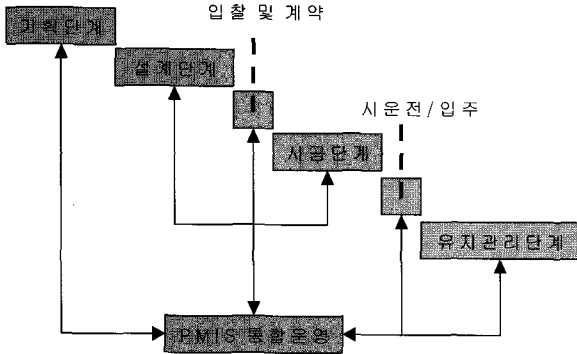 입찰 및 계약
기획단계
설계단계
시운전/입주
시공단계
유지관리단계
PMIS 통합운영